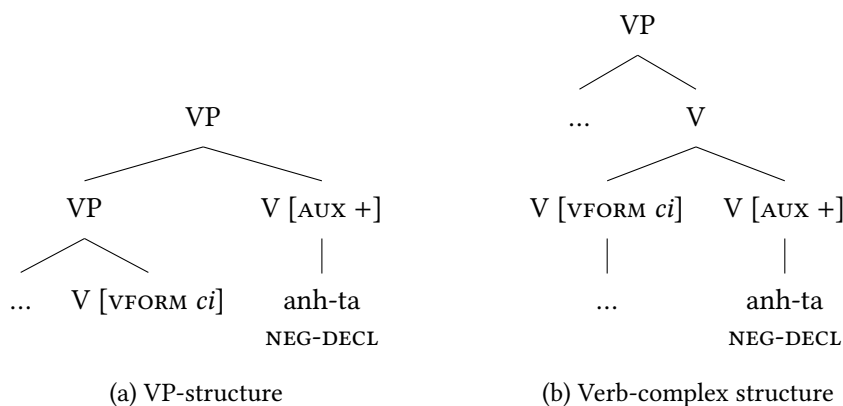 VP
VP
... V
VP V [AUX +]
V [VFORM ci] V [AUX +]
... V [VFORM ci] anh-ta
NEG-DECL
... anh-ta
NEG-DECL
(a) VP-structure
(b) Verb-complex structure